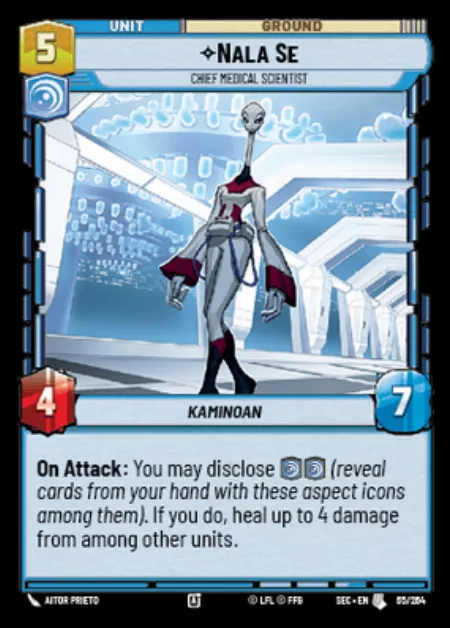 UNIT GROUND
5 Nala Se
CHIEF MEDICAL SCIENTIST
4 7
KAMINOAN
On Attack: You may disclose (reveal
cards from your hand with these aspect icons
among them). If you do, heal up to 4 damage
from among other units.
AITOR PRIETO © LFL © FFG SEC • EN 65/264